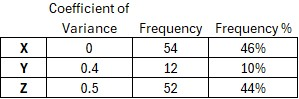 Coefficient of
Variance Frequency Frequency %
X 0 54 46%
Y 0.4 12 10%
Z 0.5 52 44%